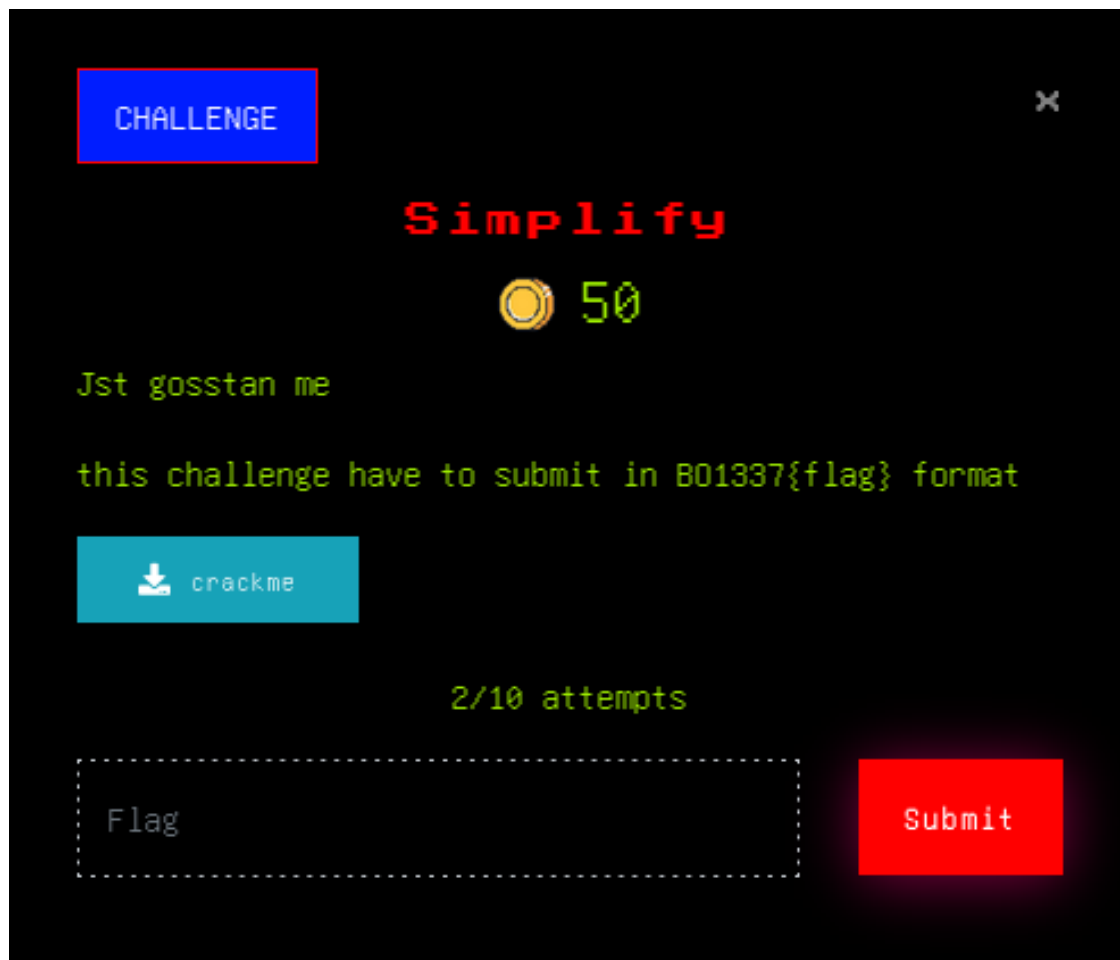 CHALLENGE
×
Simplify
50
Jst gosstan me
this challenge have to submit in BO1337{flag} format
crackme
2/10 attempts
Flag
Submit